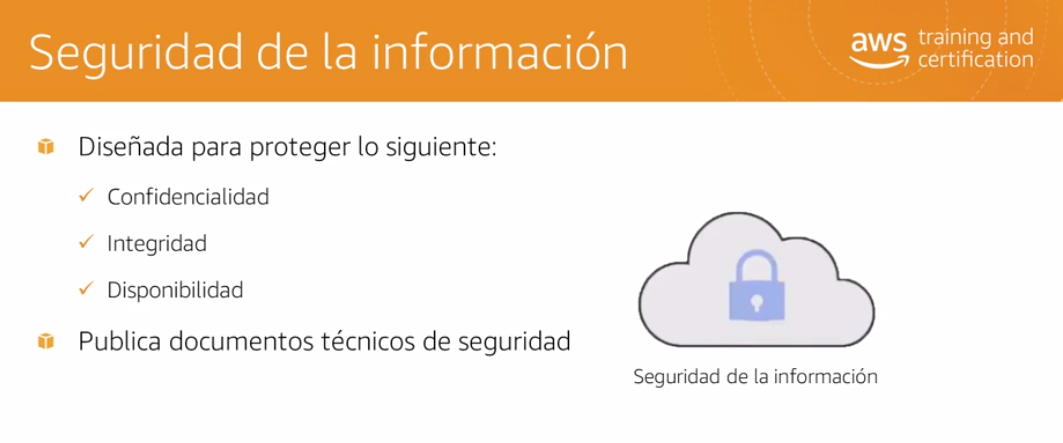 Seguridad de la información
aws training and
certification
Diseñada para proteger lo siguiente:
Confidencialidad
Integridad
Disponibilidad
Publica documentos técnicos de seguridad
Seguridad de la información